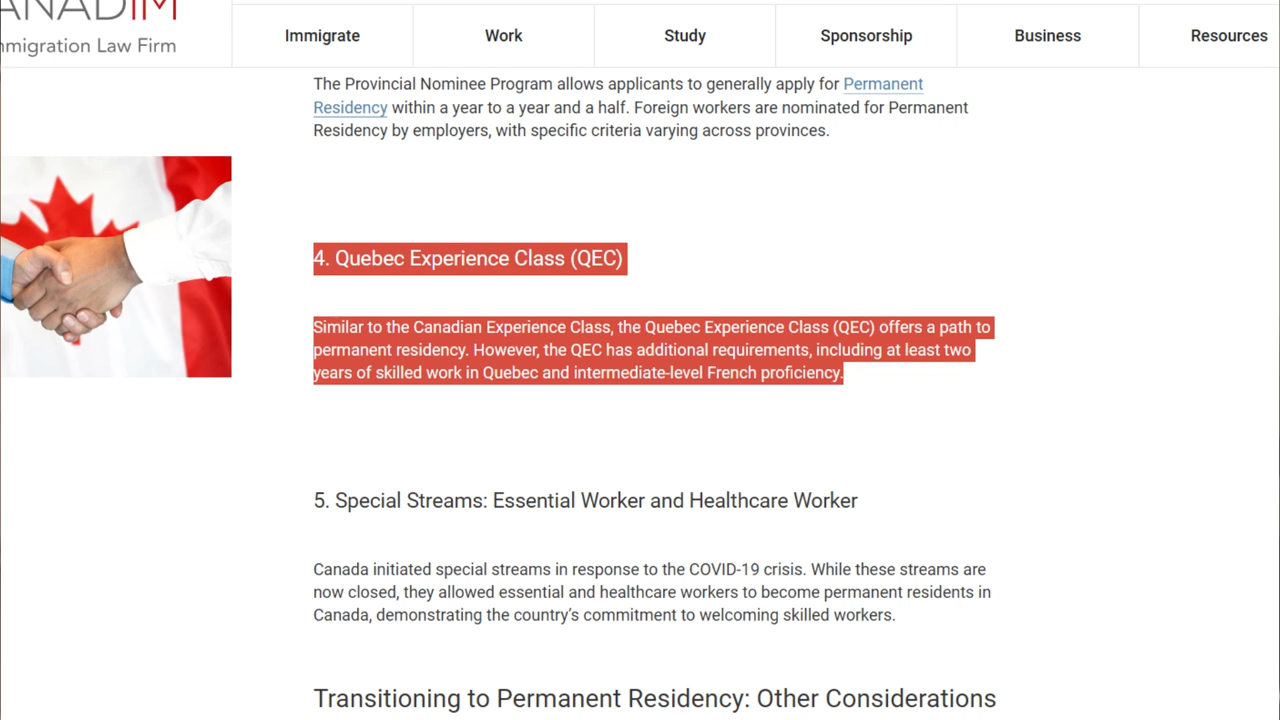 ANADIM
mmigration Law Firm
Immigrate
Work
Study
Sponsorship
Business
Resources
The Provincial Nominee Program allows applicants to generally apply for Permanent
Residency within a year to a year and a half. Foreign workers are nominated for Permanent
Residency by employers, with specific criteria varying across provinces.
4. Quebec Experience Class (QEC)
Similar to the Canadian Experience Class, the Quebec Experience Class (QEC) offers a path to
permanent residency. However, the QEC has additional requirements, including at least two
years of skilled work in Quebec and intermediate-level French proficiency.
5. Special Streams: Essential Worker and Healthcare Worker
Canada initiated special streams in response to the COVID-19 crisis. While these streams are
now closed, they allowed essential and healthcare workers to become permanent residents in
Canada, demonstrating the country's commitment to welcoming skilled workers.
Transitioning to Permanent Residency: Other Considerations